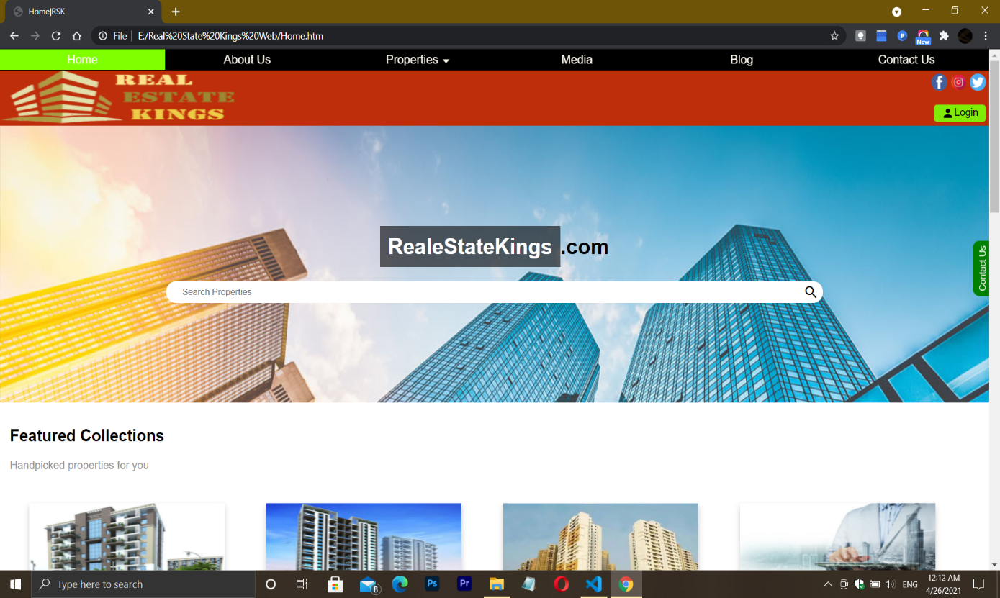 Home|RSK
File | E:/Real%20State%20Kings%20Web/Home.htm
New
Home About Us Properties Media Blog Contact Us
REAL
ESTATE
KINGS
Login
RealeStateKings .com
Search Properties
Contact Us
Featured Collections
Handpicked properties for you
Type here to search
8
Ps
Pr
ENG
12:12 AM
4/26/2021